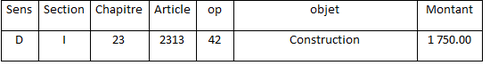 Sens Section Chapitre Article op objet Montant
D I 23 2313 42 Construction 1 750.00